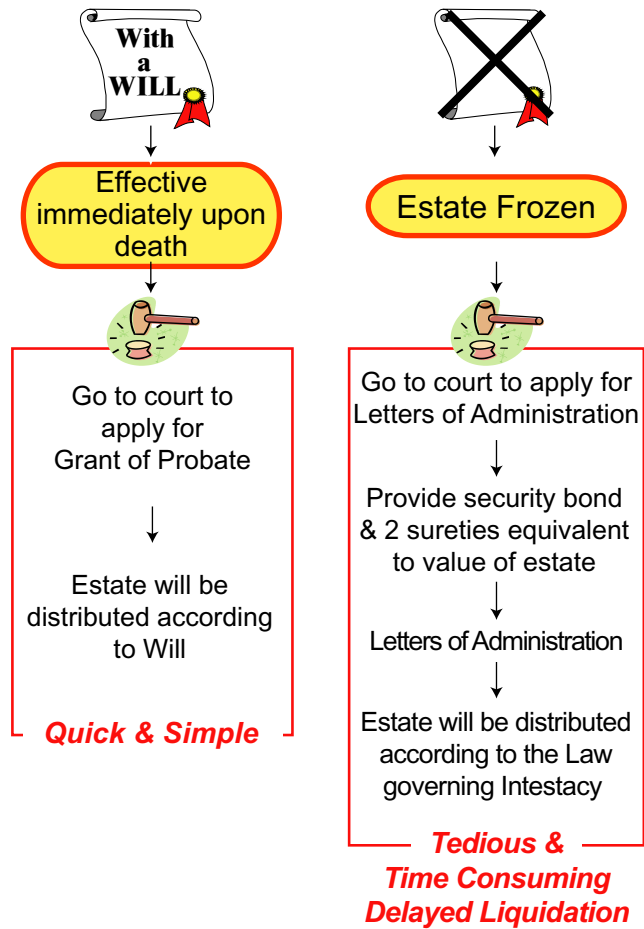 With
a
WILL
Effective
immediately upon
death
Go to court to
apply for
Grant of Probate
Estate will be
distributed according
to Will
Quick & Simple
Estate Frozen
Go to court to apply for
Letters of Administration
Provide security bond
& 2 sureties equivalent
to value of estate
Letters of Administration
Estate will be distributed
according to the Law
governing Intestacy
Tedious &
Time Consuming
Delayed Liquidation